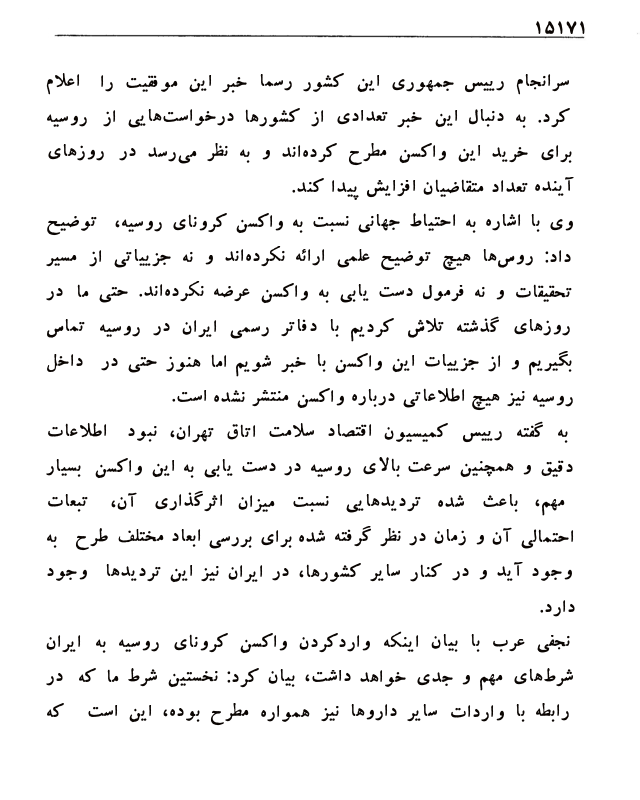 ۱۵۱۷۱
سرانجام رییس جمهوری این کشور رسما خبر این موفقیت را اعلام
کرد. به دنبال این خبر تعدادی از کشورها درخواست‌هایی از روسیه
برای خرید این واکسن مطرح کرده‌اند و به نظر می‌رسد در روزهای
آینده تعداد متقاضیان افزایش پیدا کند.
وی با اشاره به احتیاط جهانی نسبت به واکسن کرونای روسیه، توضیح
داد: روس‌ها هیچ توضیح علمی ارائه نکرده‌اند و نه جزییاتی از مسیر
تحقیقات و نه فرمول دست یابی به واکسن عرضه نکرده‌اند. حتی ما در
روزهای گذشته تلاش کردیم با دفاتر رسمی ایران در روسیه تماس
بگیریم و از جزییات این واکسن با خبر شویم اما هنوز حتی در داخل
روسیه نیز هیچ اطلاعاتی درباره واکسن منتشر نشده است.
به گفته رییس کمیسیون اقتصاد سلامت اتاق تهران، نبود اطلاعات
دقیق و همچنین سرعت بالای روسیه در دست یابی به این واکسن بسیار
مهم، باعث شده تردیدهایی نسبت میزان اثرگذاری آن، تبعات
احتمالی آن و زمان در نظر گرفته شده برای بررسی ابعاد مختلف طرح به
وجود آید و در کنار سایر کشورها، در ایران نیز این تردیدها وجود
دارد.
نجفی عرب با بیان اینکه واردکردن واکسن کرونای روسیه به ایران
شرط‌های مهم و جدی خواهد داشت، بیان کرد: نخستین شرط ما که در
رابطه با واردات سایر داروها نیز همواره مطرح بوده، این است که